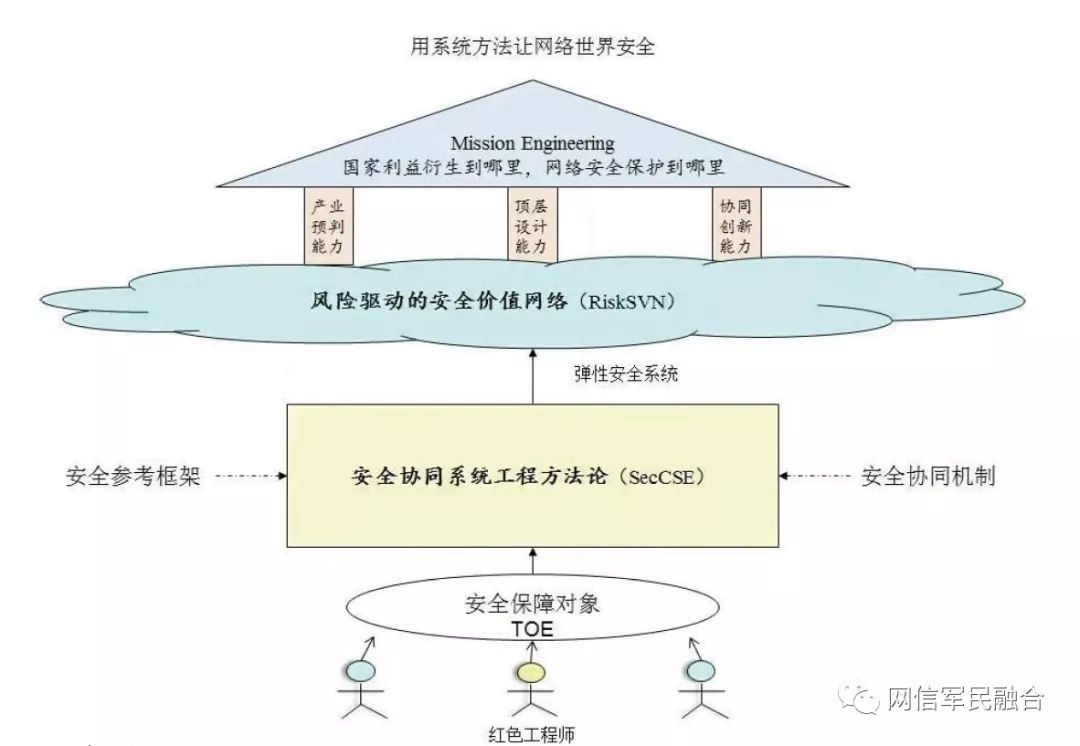 用系统方法让网络世界安全
Mission Engineering
国家利益衍生到哪里，网络安全保护到哪里
产业
预判
能力
顶层
设计
能力
协同
创新
能力
风险驱动的安全价值网络（RiskSVN）
弹性安全系统
安全参考框架
安全协同系统工程方法论（SecCSE）
安全协同机制
安全保障对象
TOE
红色工程师
网信军民融合